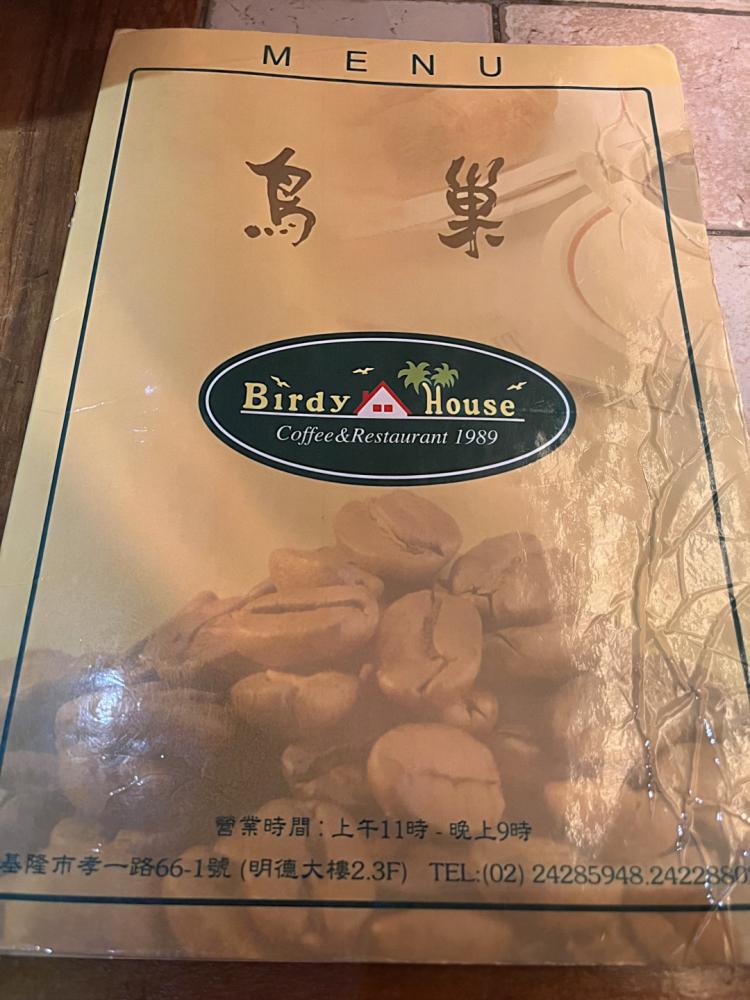 MENU
鳥巢
Birdy House
Coffee&Restaurant 1989
營業時間：上午11時 - 晚上9時
基隆市孝一路66-1號 (明德大樓2.3F) TEL:(02) 24285948.2422880